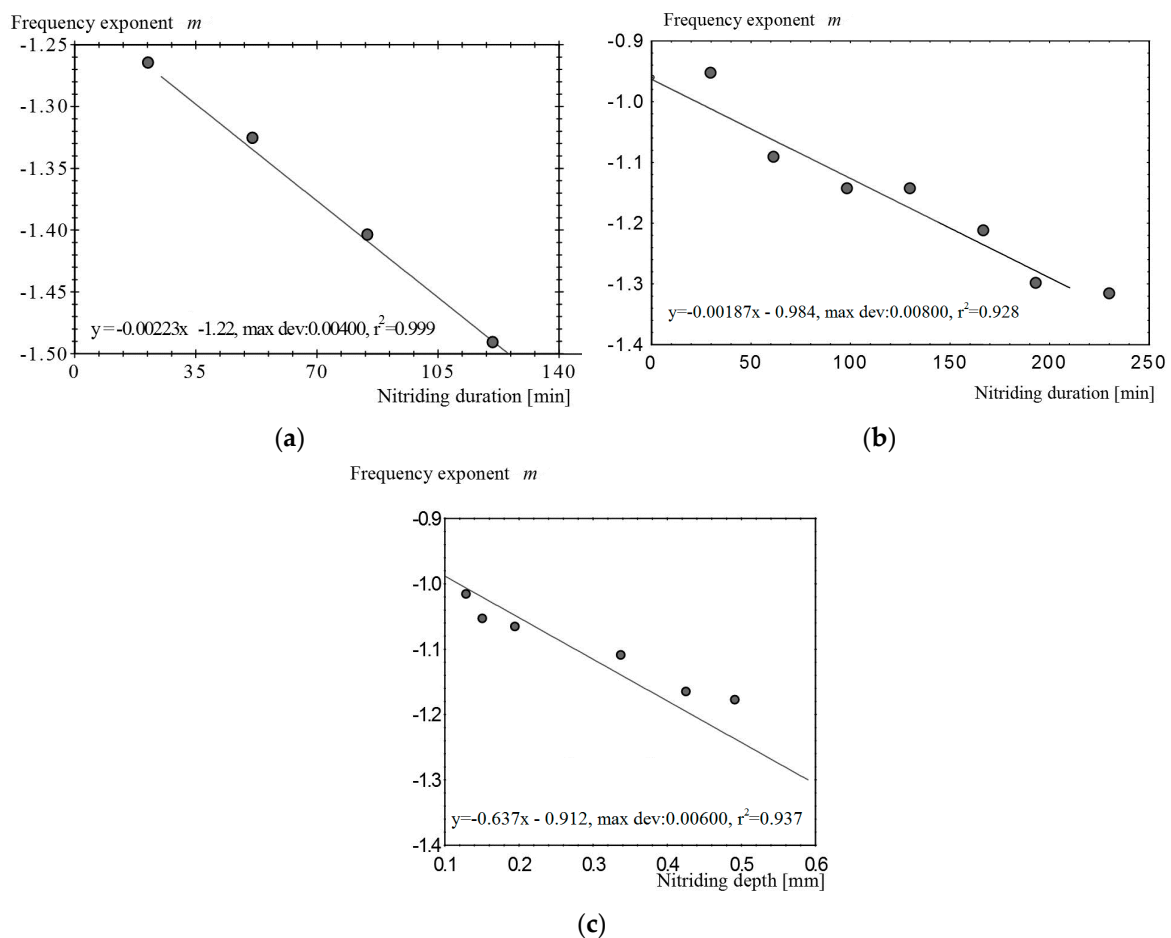 Frequency exponent m
-1.25
-1.30
-1.35
-1.40
-1.45
-1.50
y=-0.00223x -1.22, max dev:0.00400, r²=0.999
0 35 70 105 140
Nitriding duration [min]
(a)
Frequency exponent m
-0.9
-1.0
-1.1
-1.2
-1.3
-1.4
y=-0.00187x - 0.984, max dev:0.00800, r²=0.928
0 50 100 150 200 250
Nitriding duration [min]
(b)
Frequency exponent m
-0.9
-1.0
-1.1
-1.2
-1.3
-1.4
y=-0.637x - 0.912, max dev:0.00600, r²=0.937
0.1 0.2 0.3 0.4 0.5 0.6
Nitriding depth [mm]
(c)